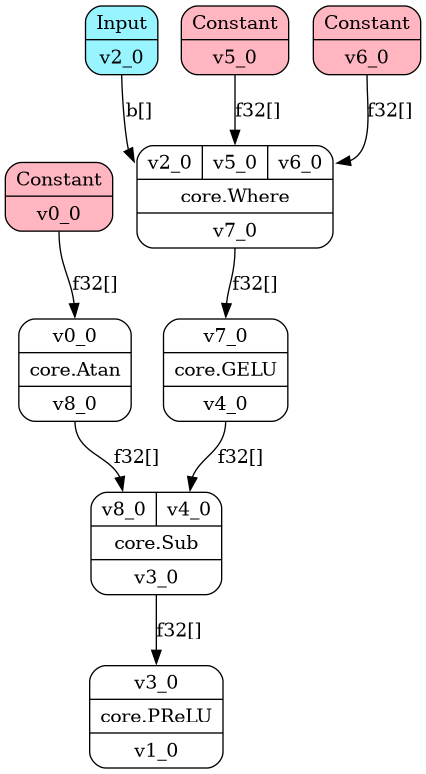 Input
v2_0
Constant
v5_0
Constant
v6_0
b[]
f32[]
f32[]
v2_0 v5_0 v6_0
core.Where
v7_0
Constant
v0_0
f32[]
f32[]
v0_0
core.Atan
v8_0
v7_0
core.GELU
v4_0
f32[]
f32[]
v8_0 v4_0
core.Sub
v3_0
f32[]
v3_0
core.PReLU
v1_0